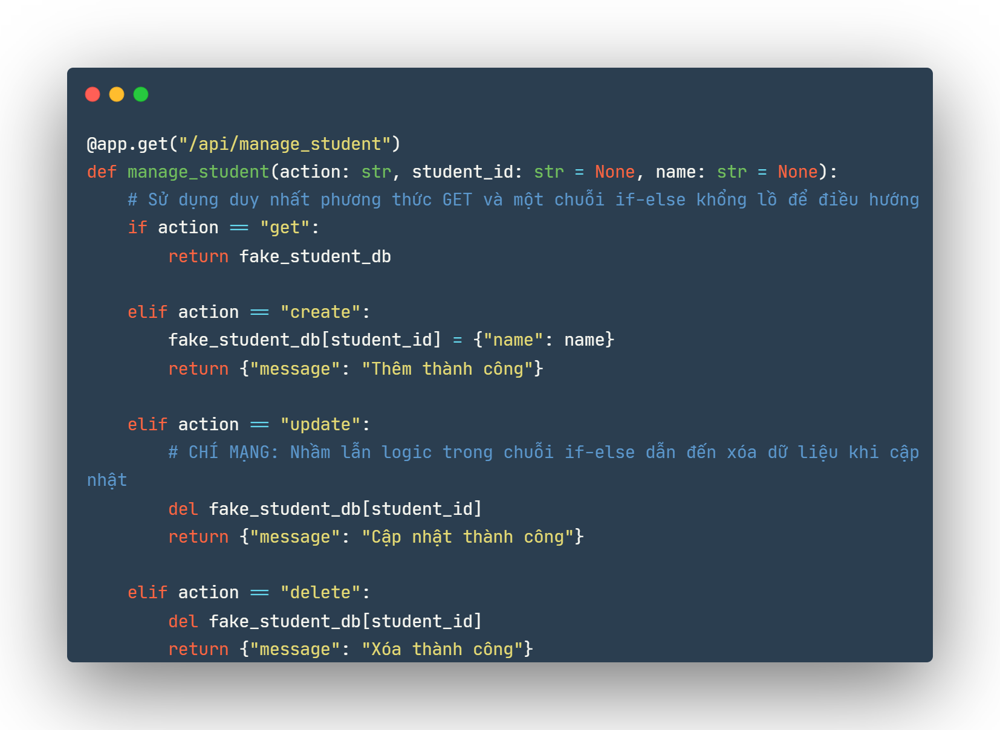 @app.get("/api/manage_student")
def manage_student(action: str, student_id: str = None, name: str = None):
    # Sử dụng duy nhất phương thức GET và một chuỗi if-else khổng lồ để điều hướng
    if action == "get":
        return fake_student_db

    elif action == "create":
        fake_student_db[student_id] = {"name": name}
        return {"message": "Thêm thành công"}

    elif action == "update":
        # CHÍ MẠNG: Nhầm lẫn logic trong chuỗi if-else dẫn đến xóa dữ liệu khi cập
nhật
        del fake_student_db[student_id]
        return {"message": "Cập nhật thành công"}

    elif action == "delete":
        del fake_student_db[student_id]
        return {"message": "Xóa thành công"}